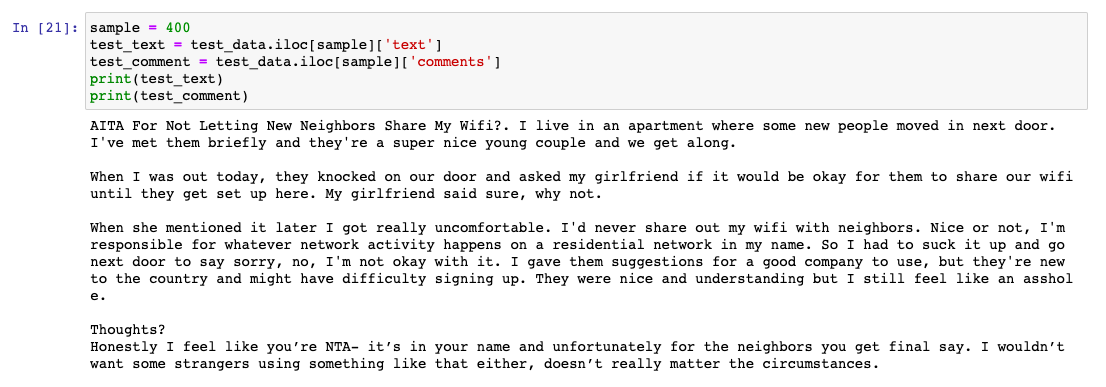 In [21]: sample = 400
test_text = test_data.iloc[sample]['text']
test_comment = test_data.iloc[sample]['comments']
print(test_text)
print(test_comment)
AITA For Not Letting New Neighbors Share My Wifi?. I live in an apartment where some new people moved in next door.
I've met them briefly and they're a super nice young couple and we get along.
When I was out today, they knocked on our door and asked my girlfriend if it would be okay for them to share our wifi
until they get set up here. My girlfriend said sure, why not.
When she mentioned it later I got really uncomfortable. I'd never share out my wifi with neighbors. Nice or not, I'm
responsible for whatever network activity happens on a residential network in my name. So I had to suck it up and go
next door to say sorry, no, I'm not okay with it. I gave them suggestions for a good company to use, but they're new
to the country and might have difficulty signing up. They were nice and understanding but I still feel like an asshol
e.
Thoughts?
Honestly I feel like you’re NTA– it’s in your name and unfortunately for the neighbors you get final say. I wouldn’t
want some strangers using something like that either, doesn’t really matter the circumstances.